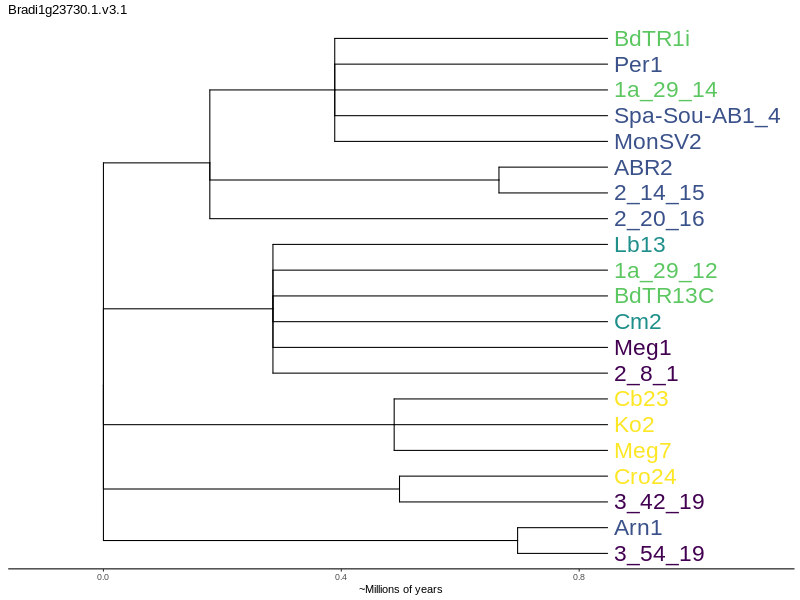 Bradi1g23730.1.v3.1
BdTR1i
Per1
1a_29_14
Spa-Sou-AB1_4
MonSV2
ABR2
2_14_15
2_20_16
Lb13
1a_29_12
BdTR13C
Cm2
Meg1
2_8_1
Cb23
Ko2
Meg7
Cro24
3_42_19
Arn1
3_54_19
0.0 0.4 0.8
~Millions of years